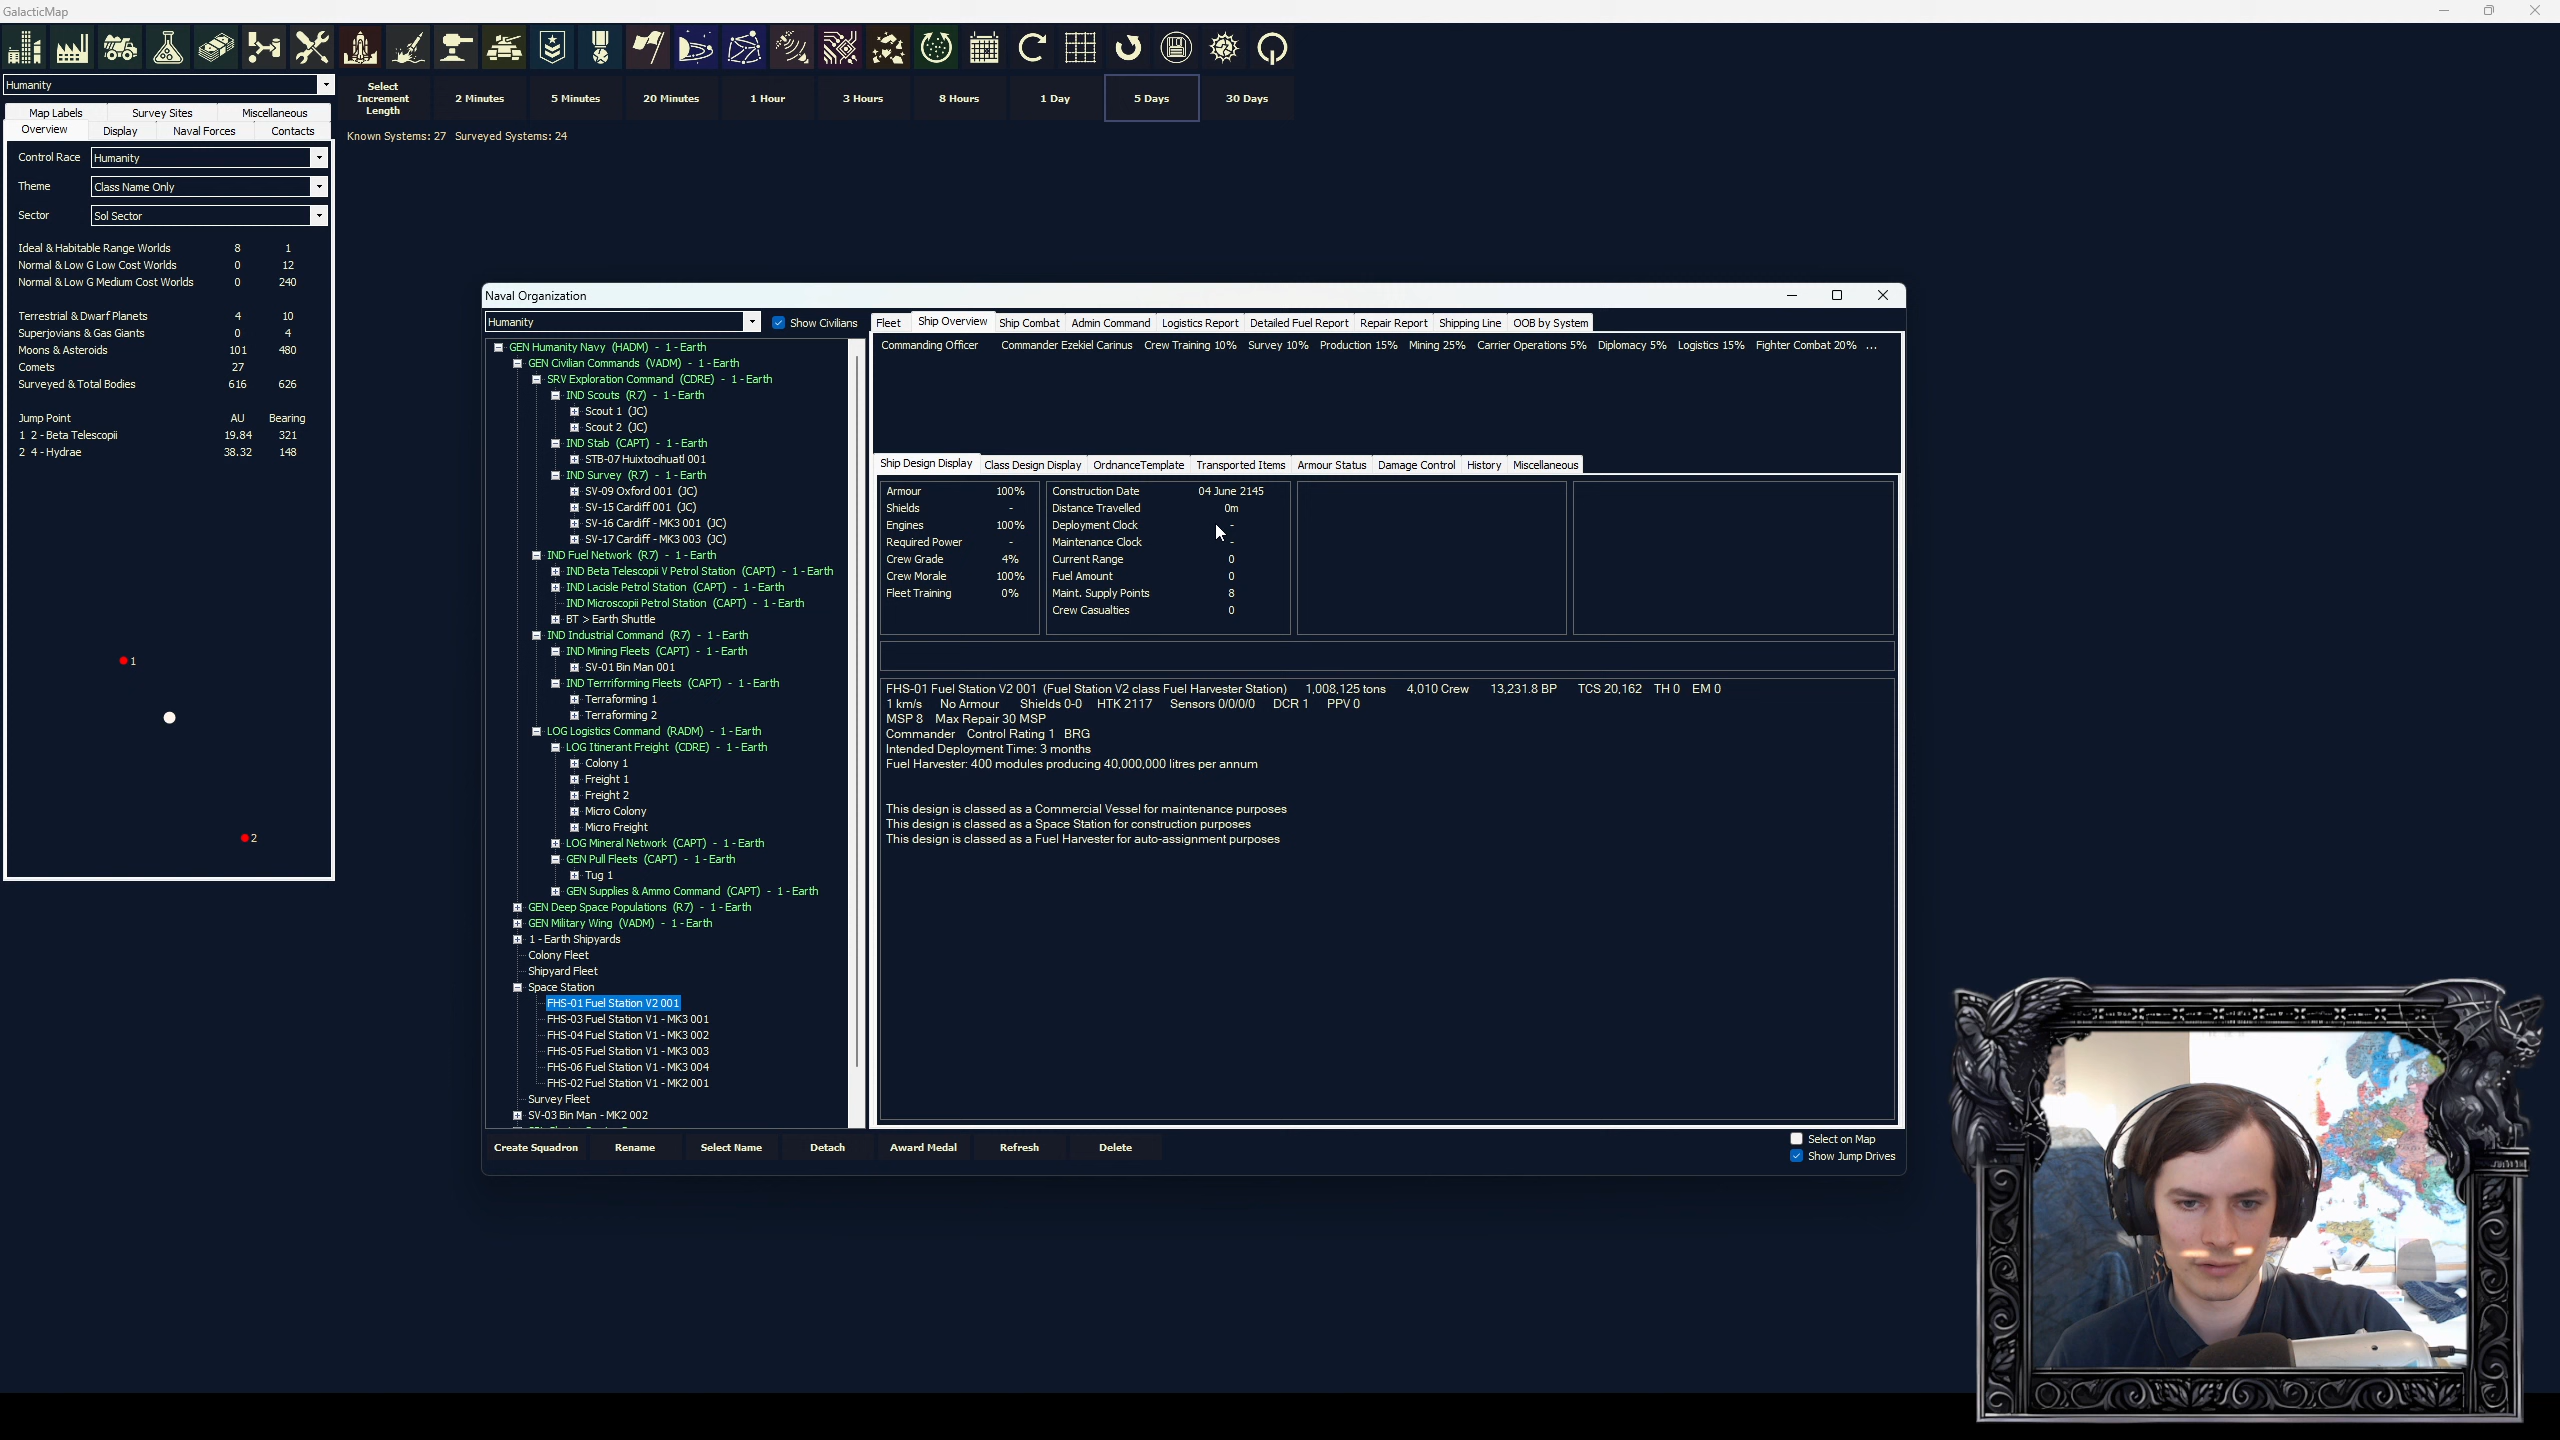 GalacticMap
Humanity
Select Increment Length
2 Minutes
5 Minutes
20 Minutes
1 Hour
3 Hours
8 Hours
1 Day
5 Days
30 Days
Map Labels
Survey Sites
Miscellaneous
Overview
Display
Naval Forces
Contacts
Known Systems: 27 Surveyed Systems: 24
Control Race Humanity
Theme Class Name Only
Sector Sol Sector
Ideal & Habitable Range Worlds 8 1
Normal & Low G Low Cost Worlds 0 12
Normal & Low G Medium Cost Worlds 0 240
Terrestrial & Dwarf Planets 4 10
Superjovians & Gas Giants 0 4
Moons & Asteroids 101 480
Comets 27
Surveyed & Total Bodies 616 626
Jump Point AU Bearing
1 2 - Beta Telescopii 19.84 321
2 4 - Hydrae 38.32 148
1
2
Naval Organization
Humanity
Show Civilians
GEN Humanity Navy (HADM) - 1 - Earth
GEN Civilian Commands (VADM) - 1 - Earth
SRV Exploration Command (CDRE) - 1 - Earth
IND Scouts (R7) - 1 - Earth
Scout 1 (JC)
Scout 2 (JC)
IND Stab (CAPT) - 1 - Earth
STB-07 Huixtocihuatl 001
IND Survey (R7) - 1 - Earth
SV-09 Oxford 001 (JC)
SV-15 Cardiff 001 (JC)
SV-16 Cardiff - MK3 001 (JC)
SV-17 Cardiff - MK3 003 (JC)
IND Fuel Network (R7) - 1 - Earth
IND Beta Telescopii V Petrol Station (CAPT) - 1 - Earth
IND Lacisle Petrol Station (CAPT) - 1 - Earth
IND Microscopii Petrol Station (CAPT) - 1 - Earth
BT > Earth Shuttle
IND Industrial Command (R7) - 1 - Earth
IND Mining Fleets (CAPT) - 1 - Earth
SV-01 Bin Man 001
IND Terrriforming Fleets (CAPT) - 1 - Earth
Terraforming 1
Terraforming 2
LOG Logistics Command (RADM) - 1 - Earth
LOG Itinerant Freight (CDRE) - 1 - Earth
Colony 1
Freight 1
Freight 2
Micro Colony
Micro Freight
LOG Mineral Network (CAPT) - 1 - Earth
GEN Pull Fleets (CAPT) - 1 - Earth
Tug 1
GEN Supplies & Ammo Command (CAPT) - 1 - Earth
GEN Deep Space Populations (R7) - 1 - Earth
GEN Military Wing (VADM) - 1 - Earth
1 - Earth Shipyards
Colony Fleet
Shipyard Fleet
Space Station
FHS-01 Fuel Station V2 001
FHS-03 Fuel Station V1 - MK3 001
FHS-04 Fuel Station V1 - MK3 002
FHS-05 Fuel Station V1 - MK3 003
FHS-06 Fuel Station V1 - MK3 004
FHS-02 Fuel Station V1 - MK2 001
Survey Fleet
SV-03 Bin Man - MK2 002
Fleet
Ship Overview
Ship Combat
Admin Command
Logistics Report
Detailed Fuel Report
Repair Report
Shipping Line
OOB by System
Commanding Officer Commander Ezekiel Carinus Crew Training 10% Survey 10% Production 15% Mining 25% Carrier Operations 5% Diplomacy 5% Logistics 15% Fighter Combat 20% ...
Ship Design Display
Class Design Display
OrdnanceTemplate
Transported Items
Armour Status
Damage Control
History
Miscellaneous
Armour 100%
Shields -
Engines 100%
Required Power -
Crew Grade 4%
Crew Morale 100%
Fleet Training 0%
Construction Date 04 June 2145
Distance Travelled 0m
Deployment Clock -
Maintenance Clock -
Current Range 0
Fuel Amount 0
Maint. Supply Points 8
Crew Casualties 0
FHS-01 Fuel Station V2 001 (Fuel Station V2 class Fuel Harvester Station) 1,008,125 tons 4,010 Crew 13,231.8 BP TCS 20,162 TH 0 EM 0
1 km/s No Armour Shields 0-0 HTK 2117 Sensors 0/0/0/0 DCR 1 PPV 0
MSP 8 Max Repair 30 MSP
Commander Control Rating 1 BRG
Intended Deployment Time: 3 months
Fuel Harvester: 400 modules producing 40,000,000 litres per annum
This design is classed as a Commercial Vessel for maintenance purposes
This design is classed as a Space Station for construction purposes
This design is classed as a Fuel Harvester for auto-assignment purposes
Create Squadron
Rename
Select Name
Detach
Award Medal
Refresh
Delete
Select on Map
Show Jump Drives